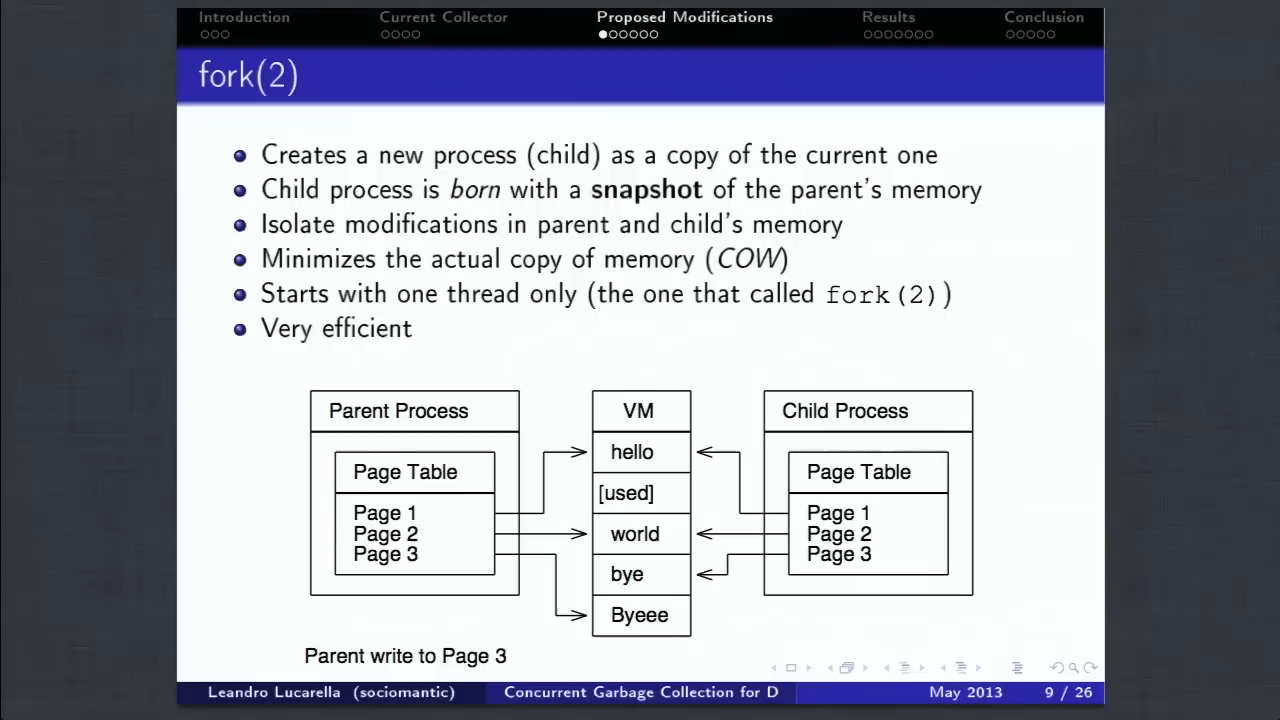 Introduction Current Collector Proposed Modifications Results Conclusion
fork(2)
Creates a new process (child) as a copy of the current one
Child process is born with a snapshot of the parent's memory
Isolate modifications in parent and child's memory
Minimizes the actual copy of memory (COW)
Starts with one thread only (the one that called fork(2))
Very efficient
Parent Process
Page Table
Page 1
Page 2
Page 3
VM
hello
[used]
world
bye
Byeee
Child Process
Page Table
Page 1
Page 2
Page 3
Parent write to Page 3
Leandro Lucarella (sociomantic) Concurrent Garbage Collection for D May 2013 9 / 26